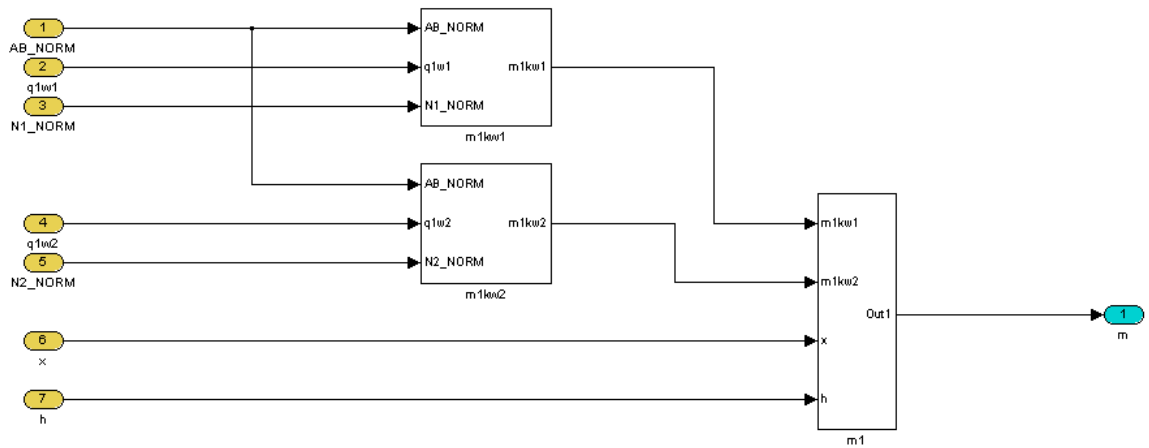 1
AB_NORM
2
q1w1
3
N1_NORM
AB_NORM
q1w1
N1_NORM
m1kw1
m1kw1
4
q1w2
5
N2_NORM
AB_NORM
q1w2
N2_NORM
m1kw2
m1kw2
6
x
7
h
m1kw1
m1kw2
x
h
Out1
m1
1
m